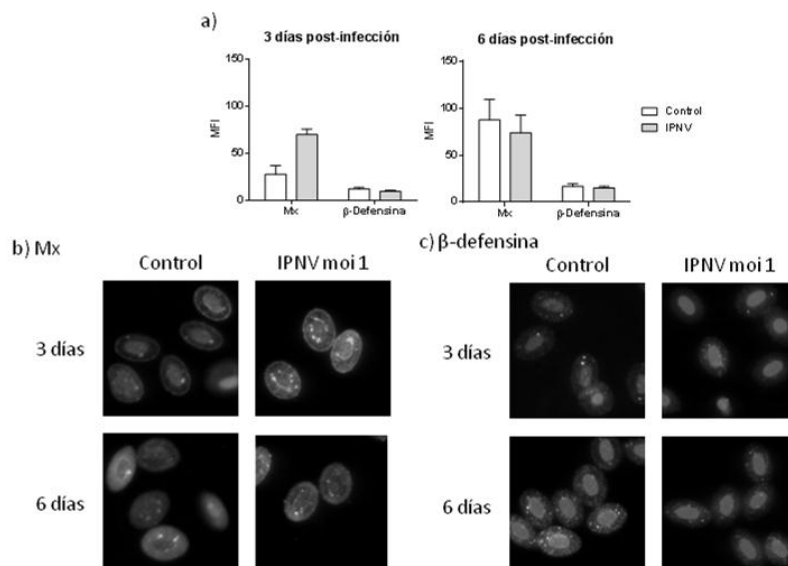 a)
3 días post-infección
6 días post-infección
150
100
50
0
MFI
Mx
β-Defensina
150
100
50
0
MFI
Mx
β-Defensina
Control
IPNV
b) Mx
Control
IPNV moi 1
3 días
6 días
c) β-defensina
Control
IPNV moi 1
3 días
6 días